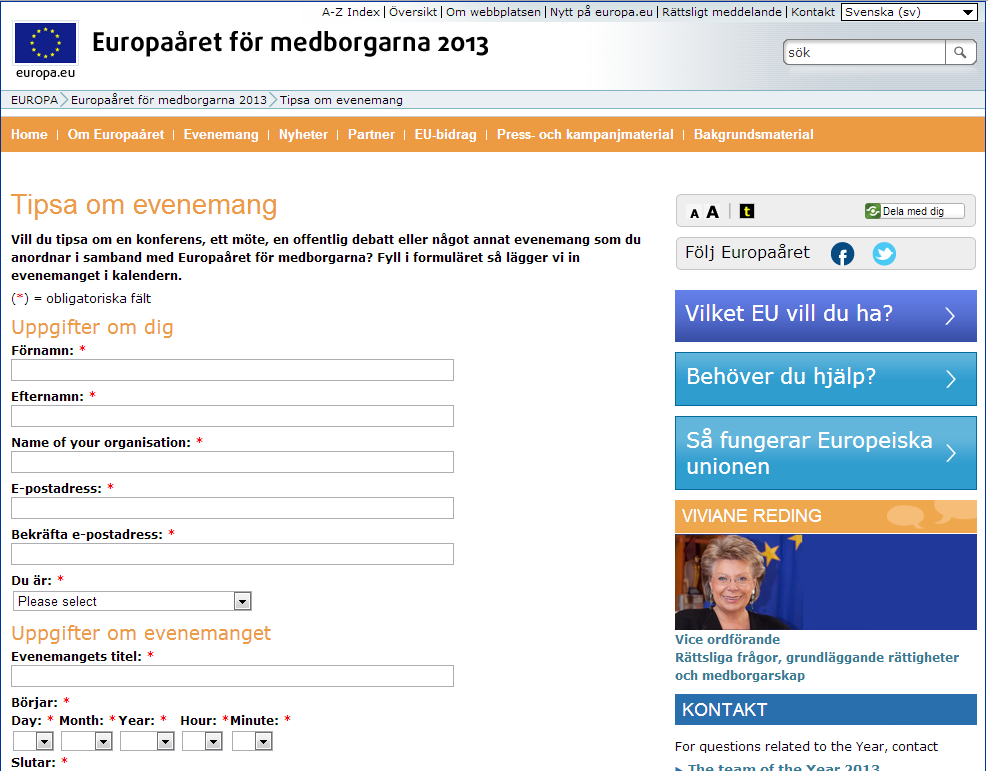 A-Z Index | Översikt | Om webbplatsen | Nytt på europa.eu | Rättsligt meddelande | Kontakt Svenska (sv)
Europaåret för medborgarna 2013
europa.eu
sök
EUROPA Europaåret för medborgarna 2013 Tipsa om evenemang
Home | Om Europaåret | Evenemang | Nyheter | Partner | EU-bidrag | Press- och kampanjmaterial | Bakgrundsmaterial
Tipsa om evenemang
Vill du tipsa om en konferens, ett möte, en offentlig debatt eller något annat evenemang som du
anordnar i samband med Europaåret för medborgarna? Fyll i formuläret så lägger vi in
evenemanget i kalendern.
(*) = obligatoriska fält
Uppgifter om dig
Förnamn: *
Efternamn: *
Name of your organisation: *
E-postadress: *
Bekräfta e-postadress: *
Du är: *
Please select
Uppgifter om evenemanget
Evenemangets titel: *
Börjar: *
Day: * Month: * Year: * Hour: * Minute: *
Slutar: *
A A | t Dela med dig
Följ Europaåret
Vilket EU vill du ha?
Behöver du hjälp?
Så fungerar Europeiska
unionen
VIVIANE REDING
Vice ordförande
Rättsliga frågor, grundläggande rättigheter
och medborgarskap
KONTAKT
For questions related to the Year, contact
The team of the Year 2013